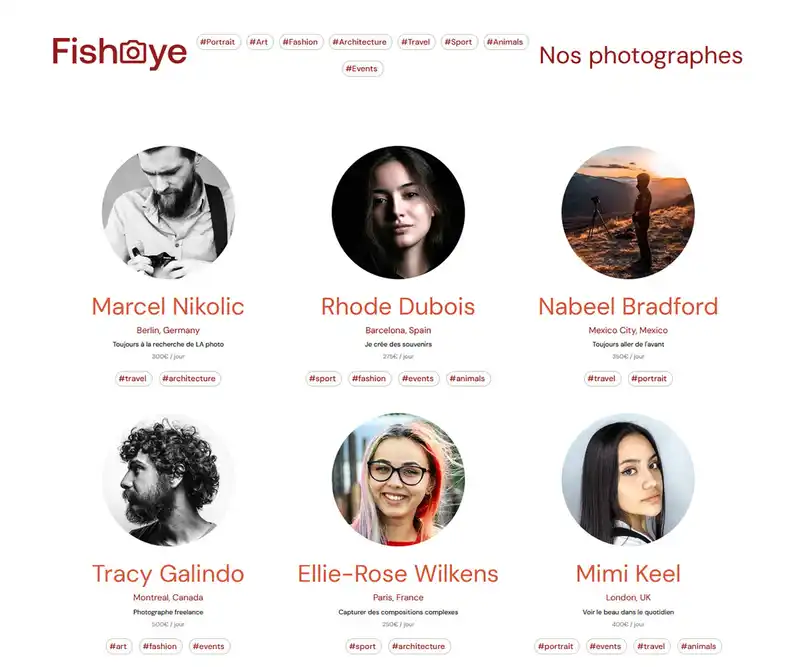 Fisheye
#Portrait #Art #Fashion #Architecture #Travel #Sport #Animals
#Events
Nos photographes
Marcel Nikolic
Berlin, Germany
Toujours à la recherche de LA photo
300€ / jour
#travel #architecture
Rhode Dubois
Barcelona, Spain
Je crée des souvenirs
275€ / jour
#sport #fashion #events #animals
Nabeel Bradford
Mexico City, Mexico
Toujours aller de l'avant
350€ / jour
#travel #portrait
Tracy Galindo
Montreal, Canada
Photographe freelance
500€ / jour
#art #fashion #events
Ellie-Rose Wilkens
Paris, France
Capturer des compositions complexes
250€ / jour
#sport #architecture
Mimi Keel
London, UK
Voir le beau dans le quotidien
400€ / jour
#portrait #events #travel #animals